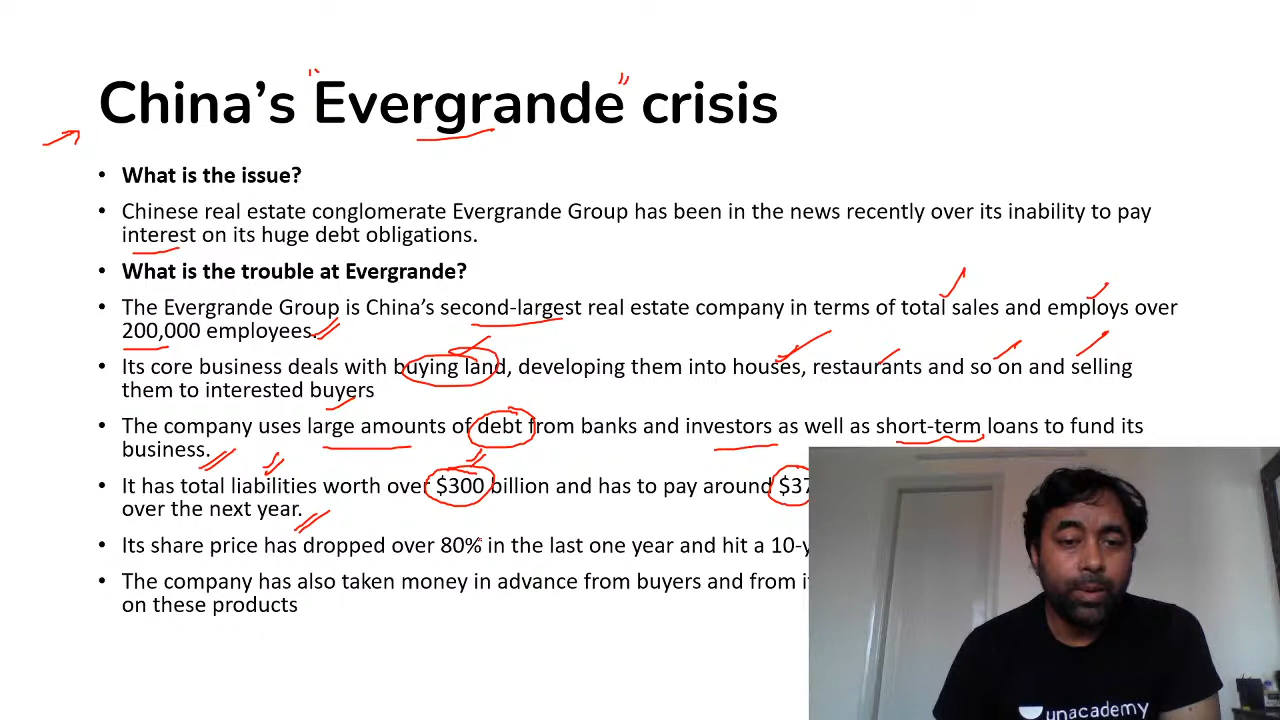 China's "Evergrande" crisis
• What is the issue?
• Chinese real estate conglomerate Evergrande Group has been in the news recently over its inability to pay
interest on its huge debt obligations.
• What is the trouble at Evergrande?
• The Evergrande Group is China's second-largest real estate company in terms of total sales and employs over
200,000 employees.
• Its core business deals with buying land, developing them into houses, restaurants and so on and selling
them to interested buyers
• The company uses large amounts of debt from banks and investors as well as short-term loans to fund its
business.
• It has total liabilities worth over $300 billion and has to pay around $37
over the next year.
• Its share price has dropped over 80% in the last one year and hit a 10-
• The company has also taken money in advance from buyers and from
on these products
unacademy